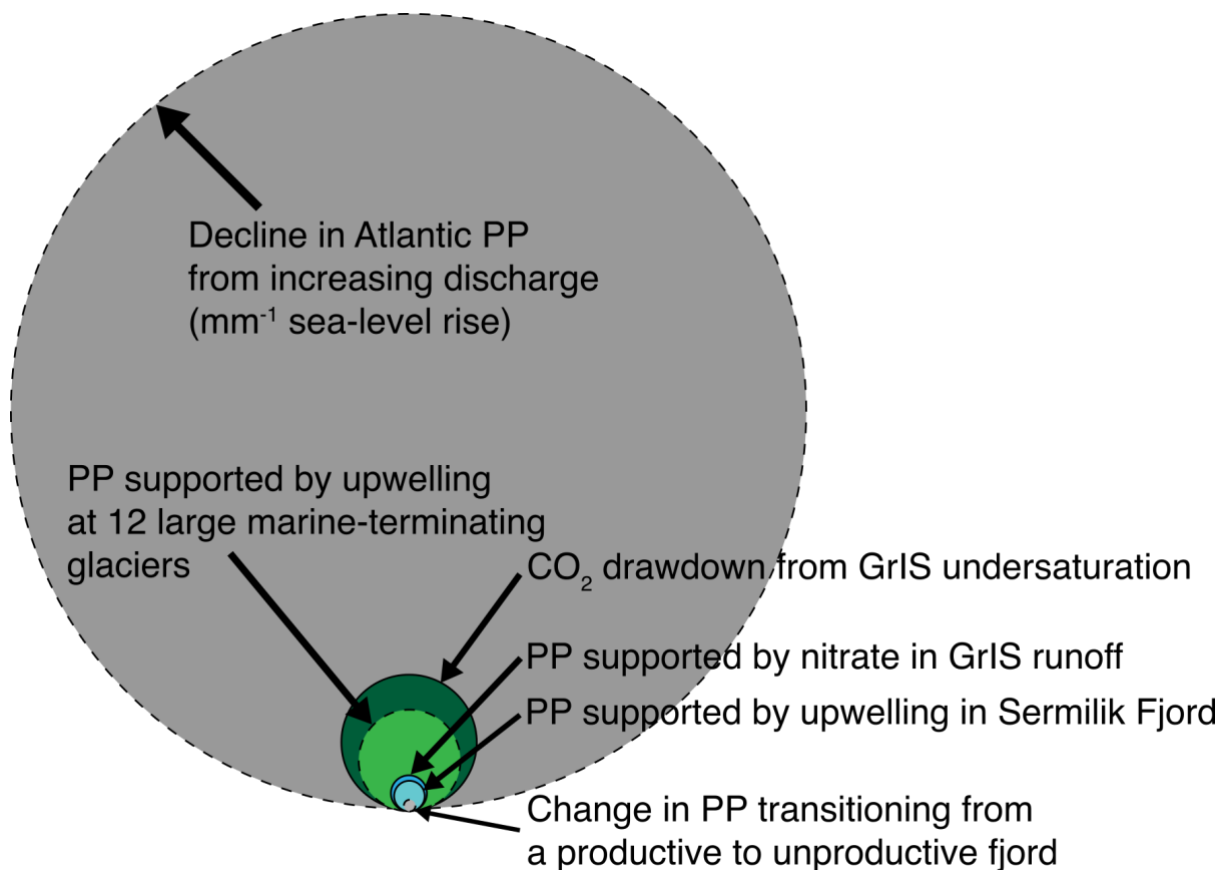 Decline in Atlantic PP
from increasing discharge
(mm⁻¹ sea-level rise)
PP supported by upwelling
at 12 large marine-terminating
glaciers
CO₂ drawdown from GrIS undersaturation
PP supported by nitrate in GrIS runoff
PP supported by upwelling in Sermilik Fjord
Change in PP transitioning from
a productive to unproductive fjord